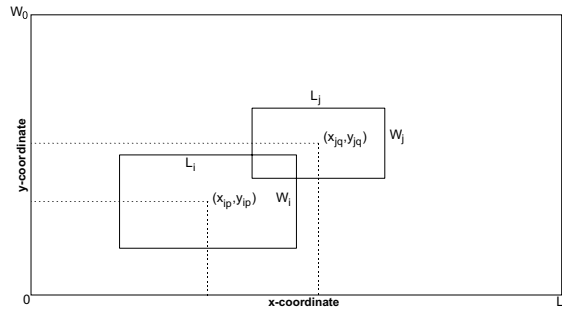 W0
Lj
(xjq,yjq)
Wj
Li
(xip,yip)
Wi
y-coordinate
0
x-coordinate
L